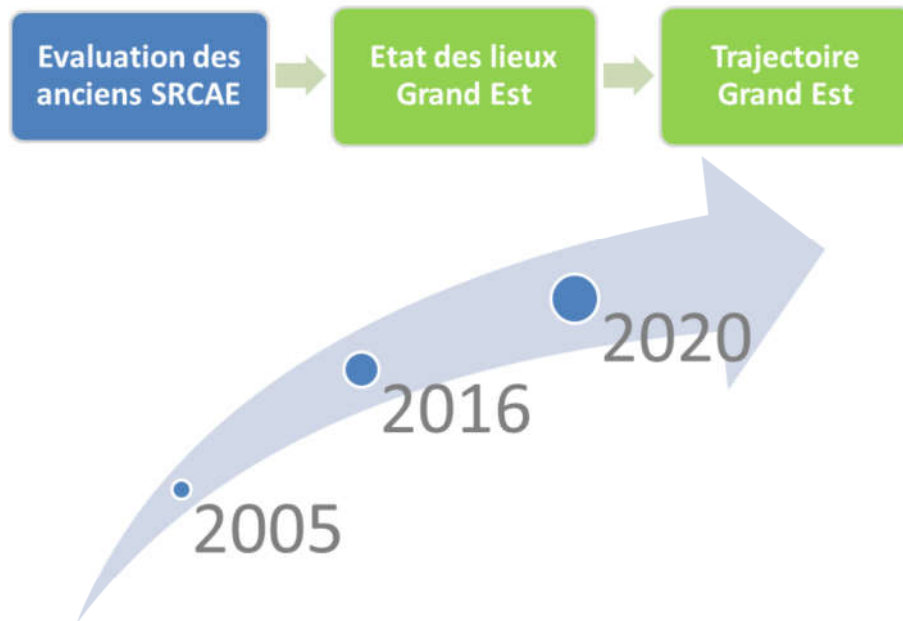 Evaluation des
anciens SRCAE
Etat des lieux
Grand Est
Trajectoire
Grand Est
2020
2016
2005